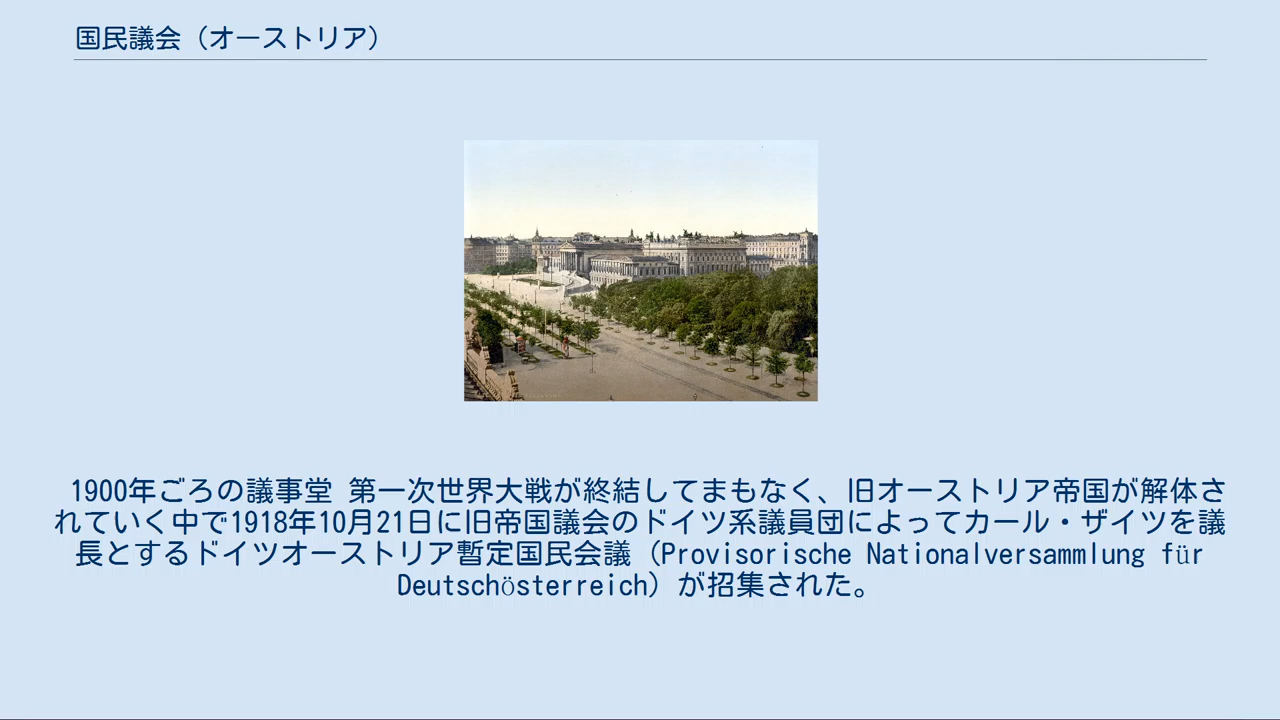 国民議会（オーストリア）
1900年ごろの議事堂 第一次世界大戦が終結してまもなく、旧オーストリア帝国が解体さ
れていく中で1918年10月21日に旧帝国議会のドイツ系議員団によってカール・ザイツを議
長とするドイツオーストリア暫定国民会議（Provisorische Nationalversammlung für
Deutschösterreich）が招集された。